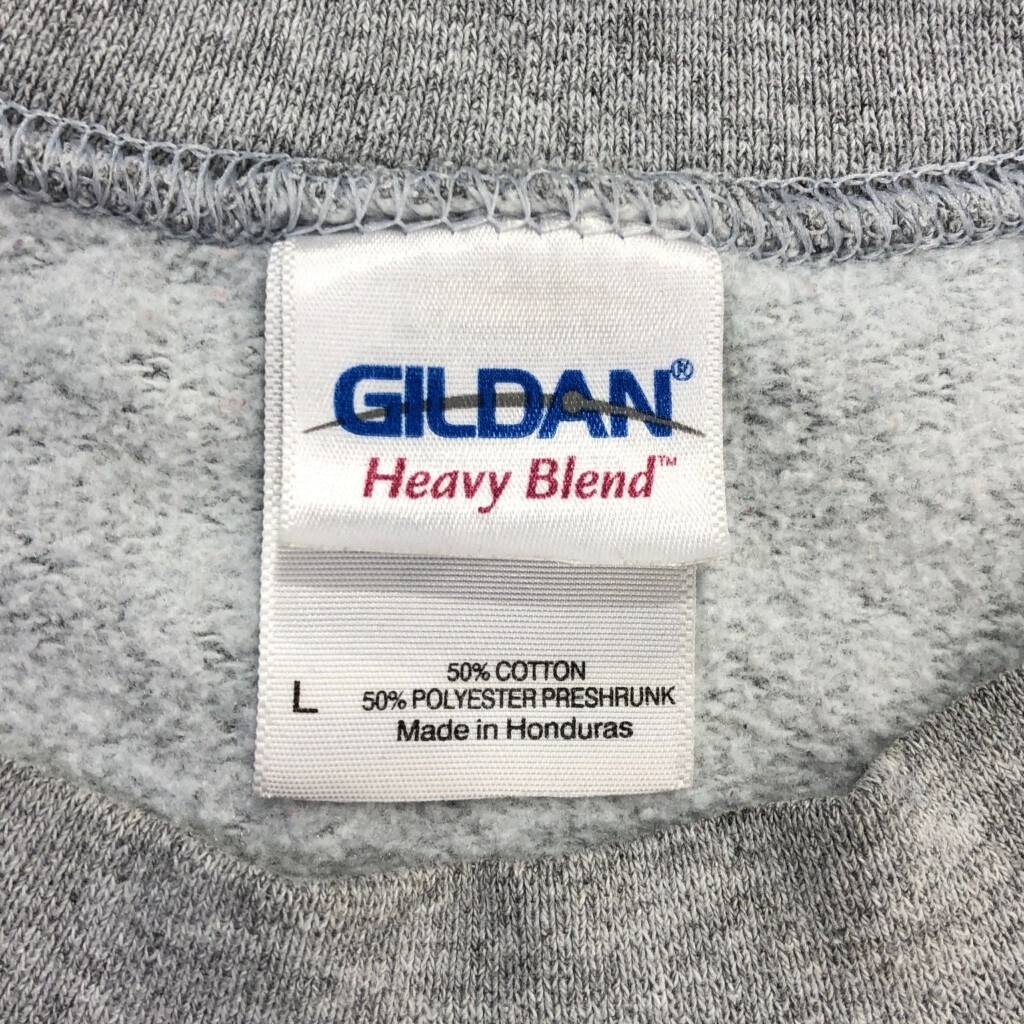 GILDAN®
Heavy Blend™
50% COTTON
L 50% POLYESTER PRESHRUNK
Made in Honduras